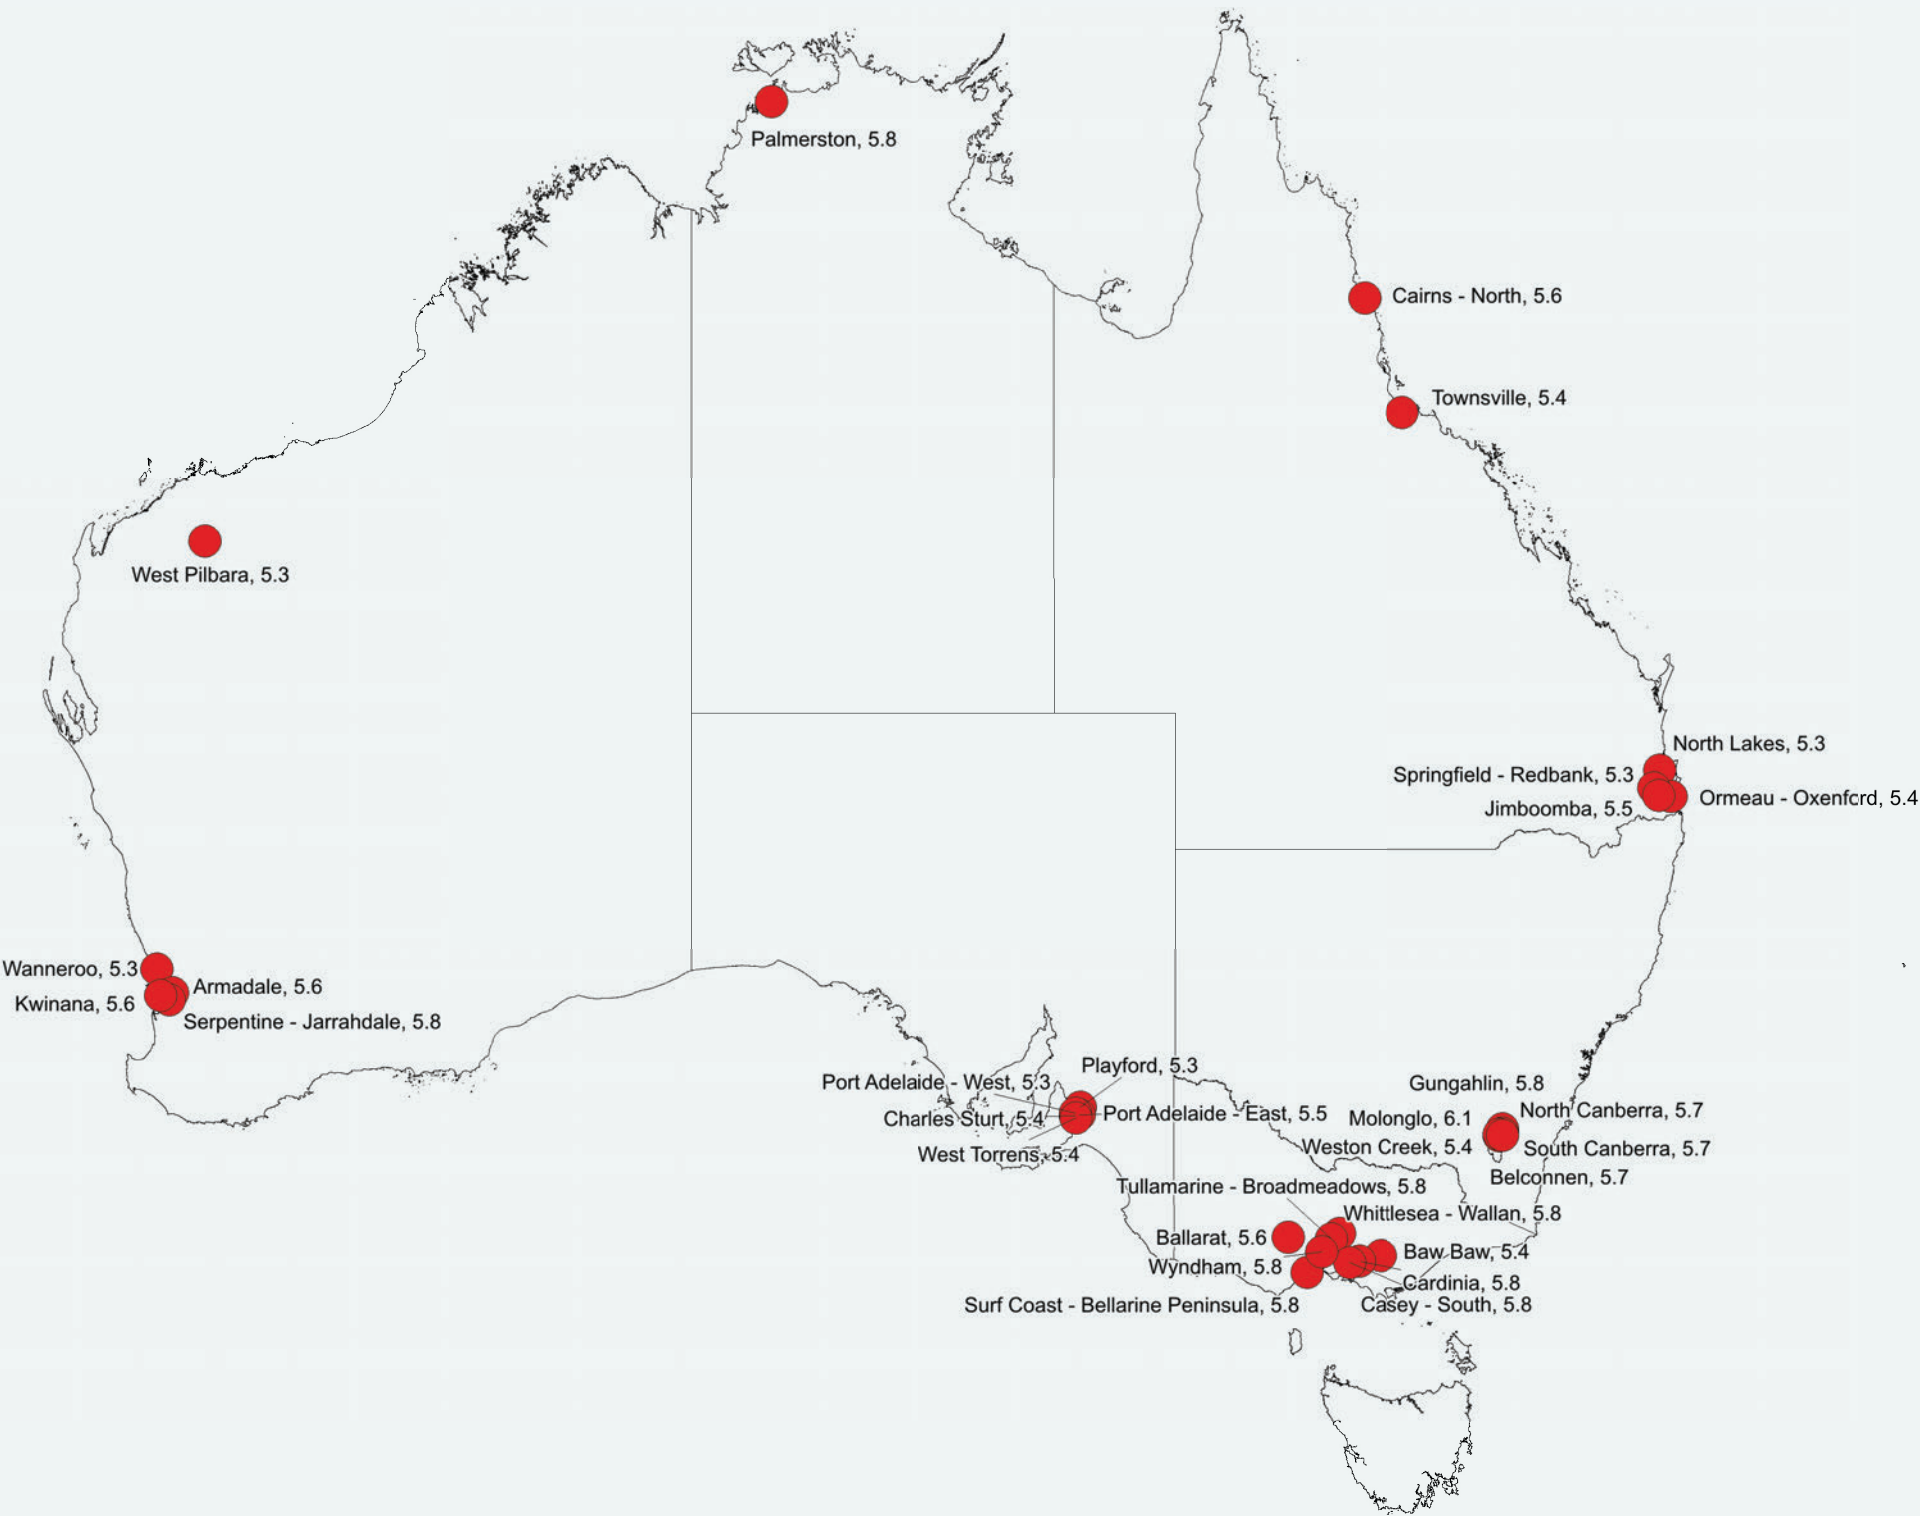 Palmerston, 5.8
Cairns - North, 5.6
Townsville, 5.4
West Pilbara, 5.3
North Lakes, 5.3
Springfield - Redbank, 5.3
Ormeau - Oxenford, 5.4
Jimboomba, 5.5
Wanneroo, 5.3
Armadale, 5.6
Kwinana, 5.6
Serpentine - Jarrahdale, 5.8
Playford, 5.3
Port Adelaide - West, 5.3
Port Adelaide - East, 5.5
Charles Sturt, 5.4
West Torrens, 5.4
Gungahlin, 5.8
North Canberra, 5.7
Molonglo, 6.1
Weston Creek, 5.4
South Canberra, 5.7
Belconnen, 5.7
Tullamarine - Broadmeadows, 5.8
Whittlesea - Wallan, 5.8
Ballarat, 5.6
Baw Baw, 5.4
Wyndham, 5.8
Cardinia, 5.8
Surf Coast - Bellarine Peninsula, 5.8
Casey - South, 5.8